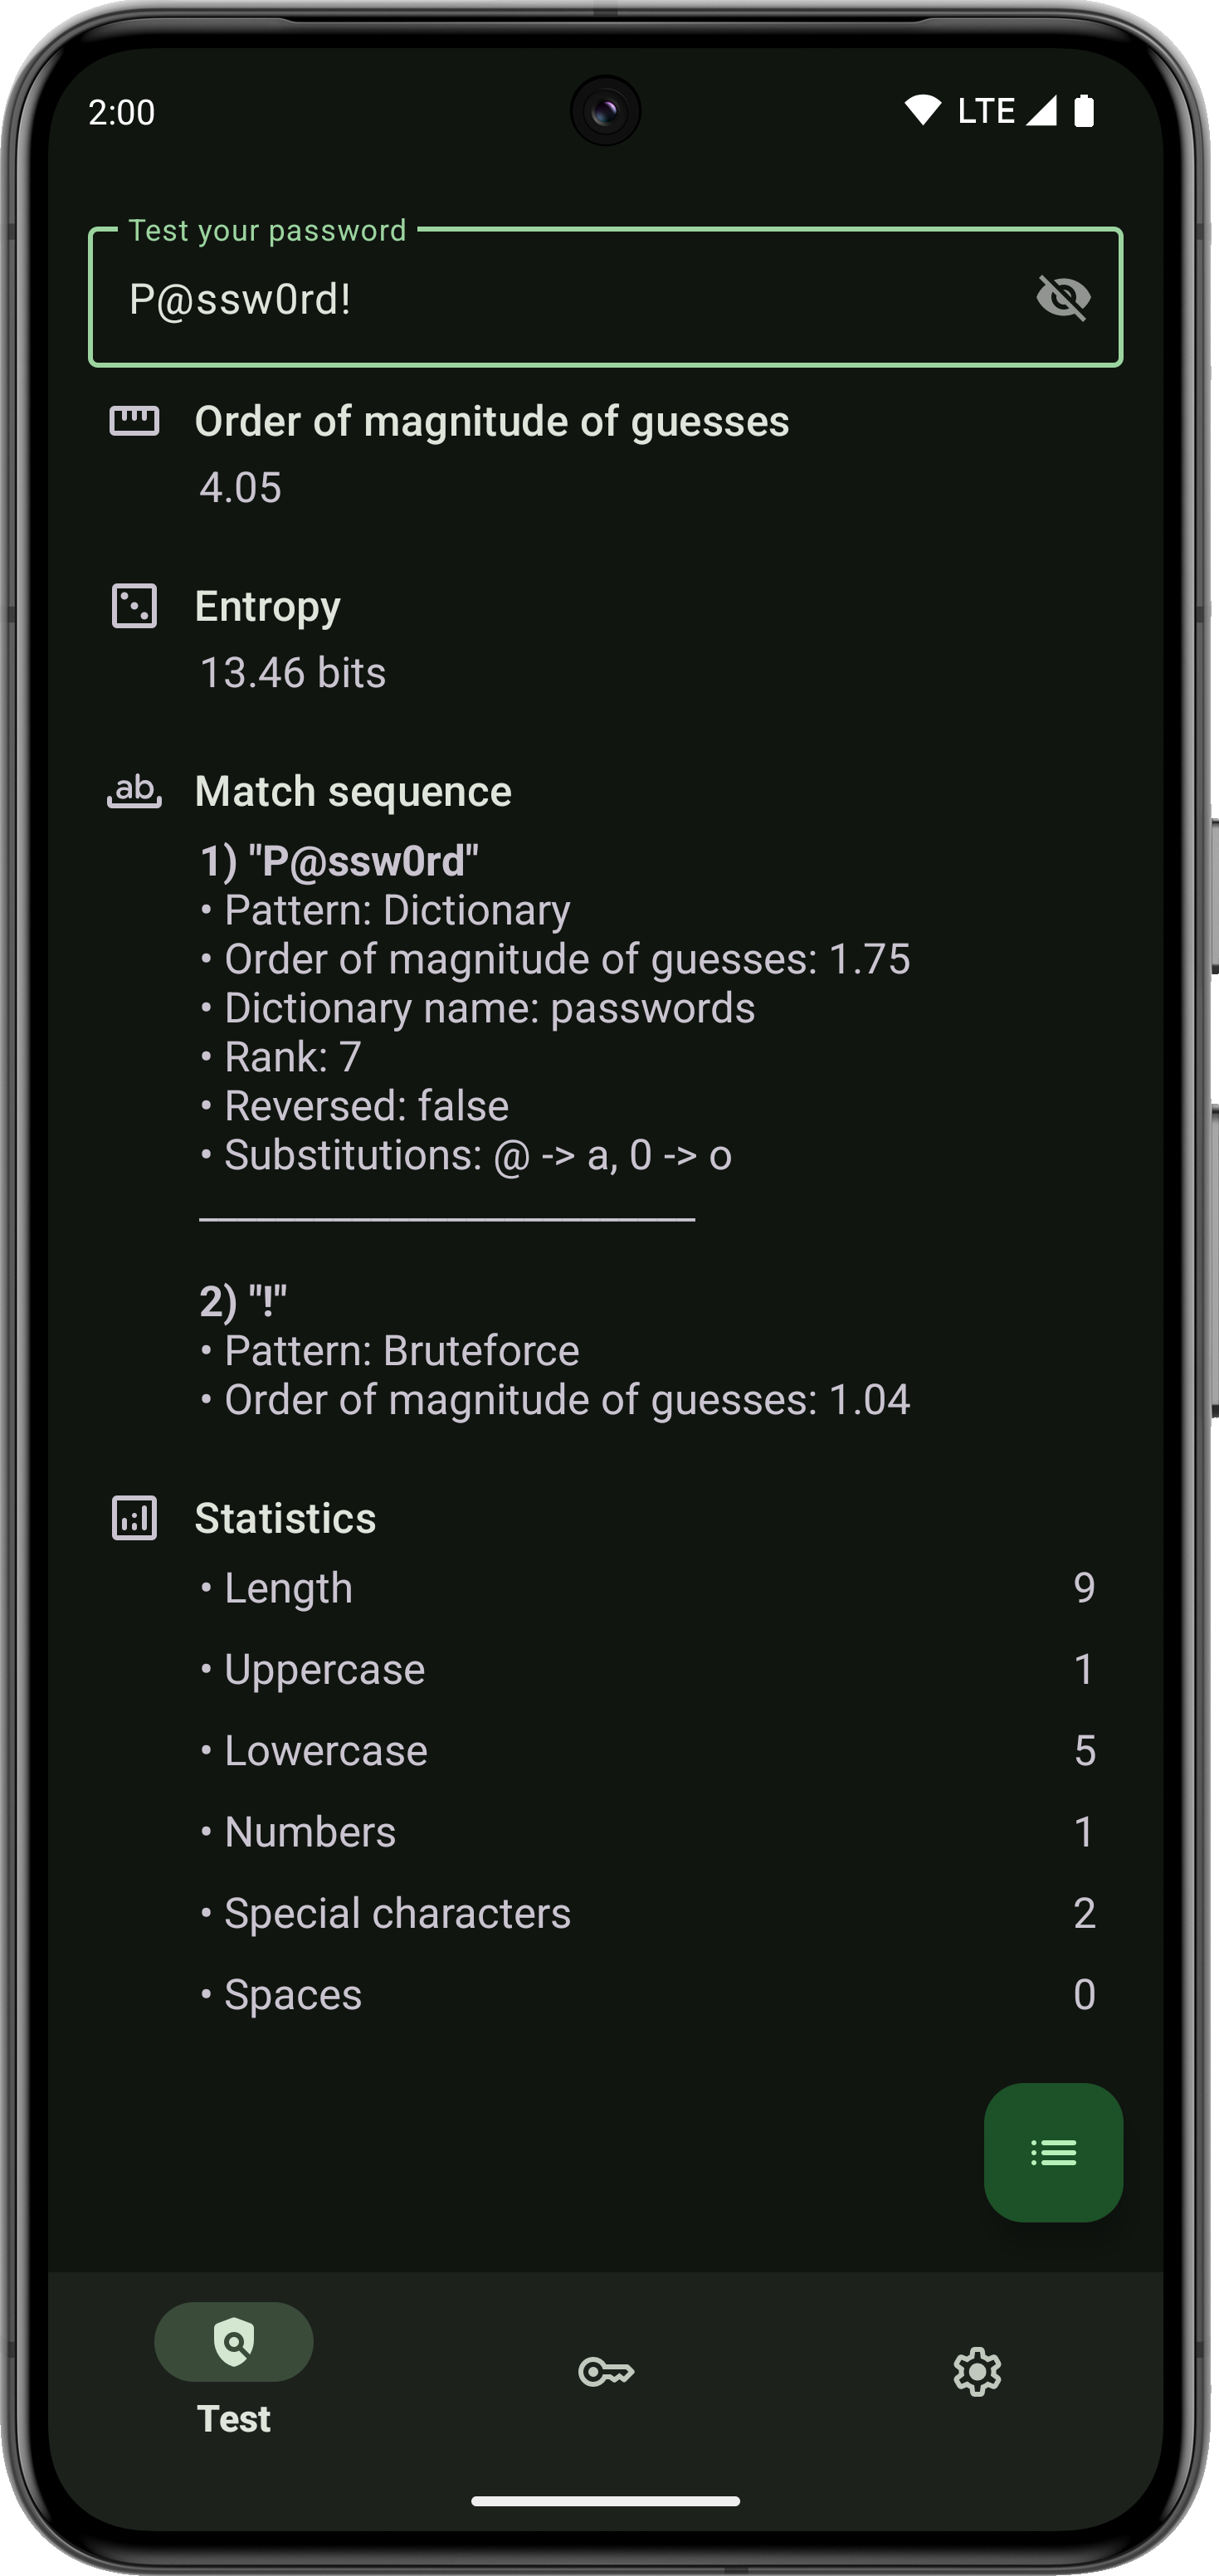 2:00 LTE
Test your password
P@ssw0rd!
Order of magnitude of guesses
4.05
Entropy
13.46 bits
ab Match sequence
1) "P@ssw0rd"
• Pattern: Dictionary
• Order of magnitude of guesses: 1.75
• Dictionary name: passwords
• Rank: 7
• Reversed: false
• Substitutions: @ -> a, 0 -> o
__________________________
2) "!"
• Pattern: Bruteforce
• Order of magnitude of guesses: 1.04
Statistics
• Length 9
• Uppercase 1
• Lowercase 5
• Numbers 1
• Special characters 2
• Spaces 0
Test